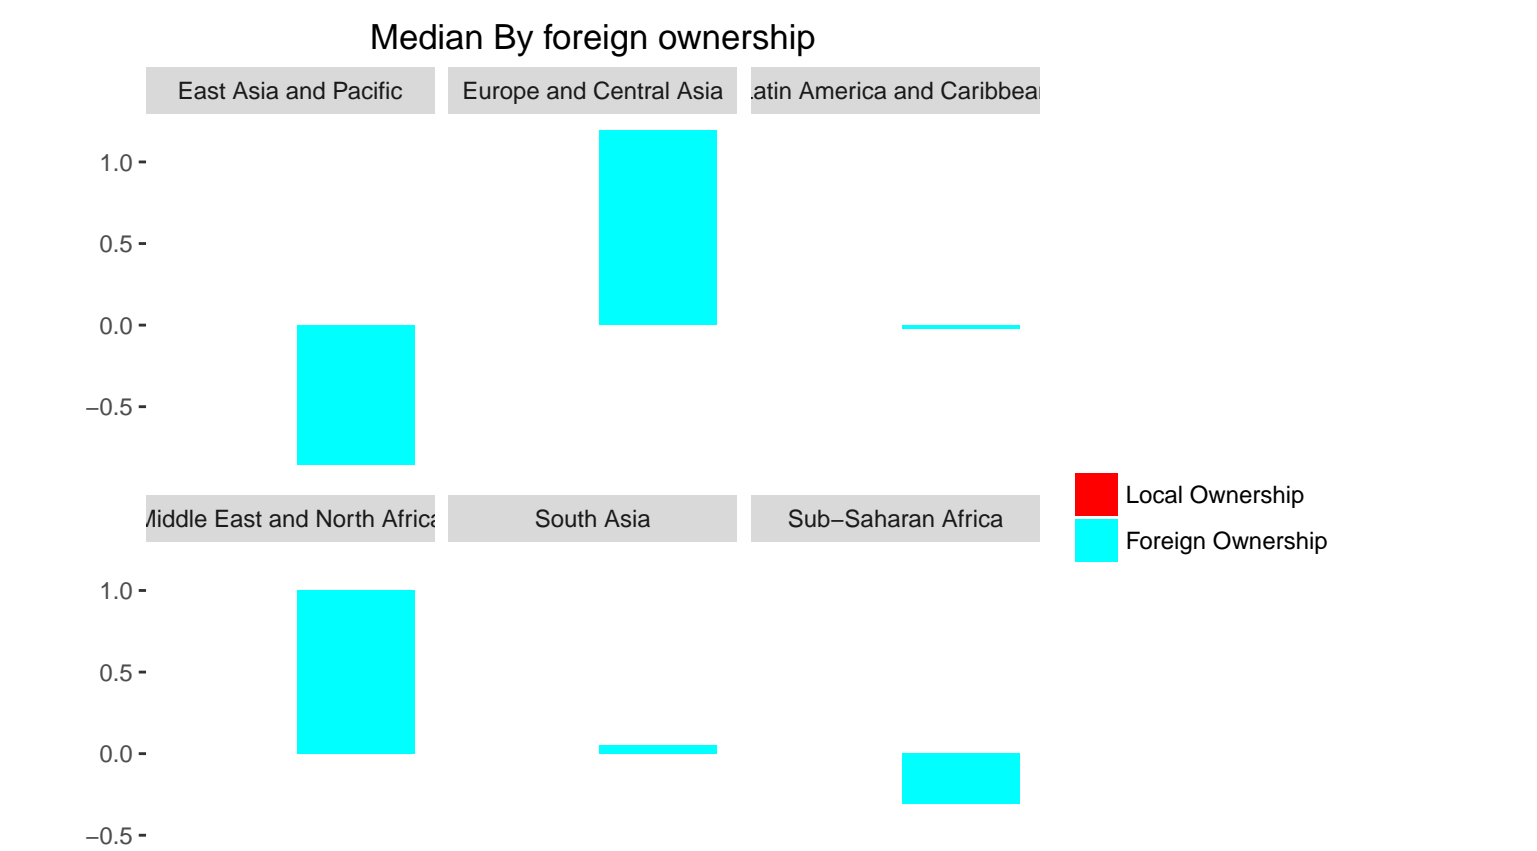 Median By foreign ownership
East Asia and Pacific
Europe and Central Asia
atin America and Caribbea
1.0
0.5
0.0
−0.5
Middle East and North Africa
South Asia
Sub−Saharan Africa
1.0
0.5
0.0
−0.5
Local Ownership
Foreign Ownership